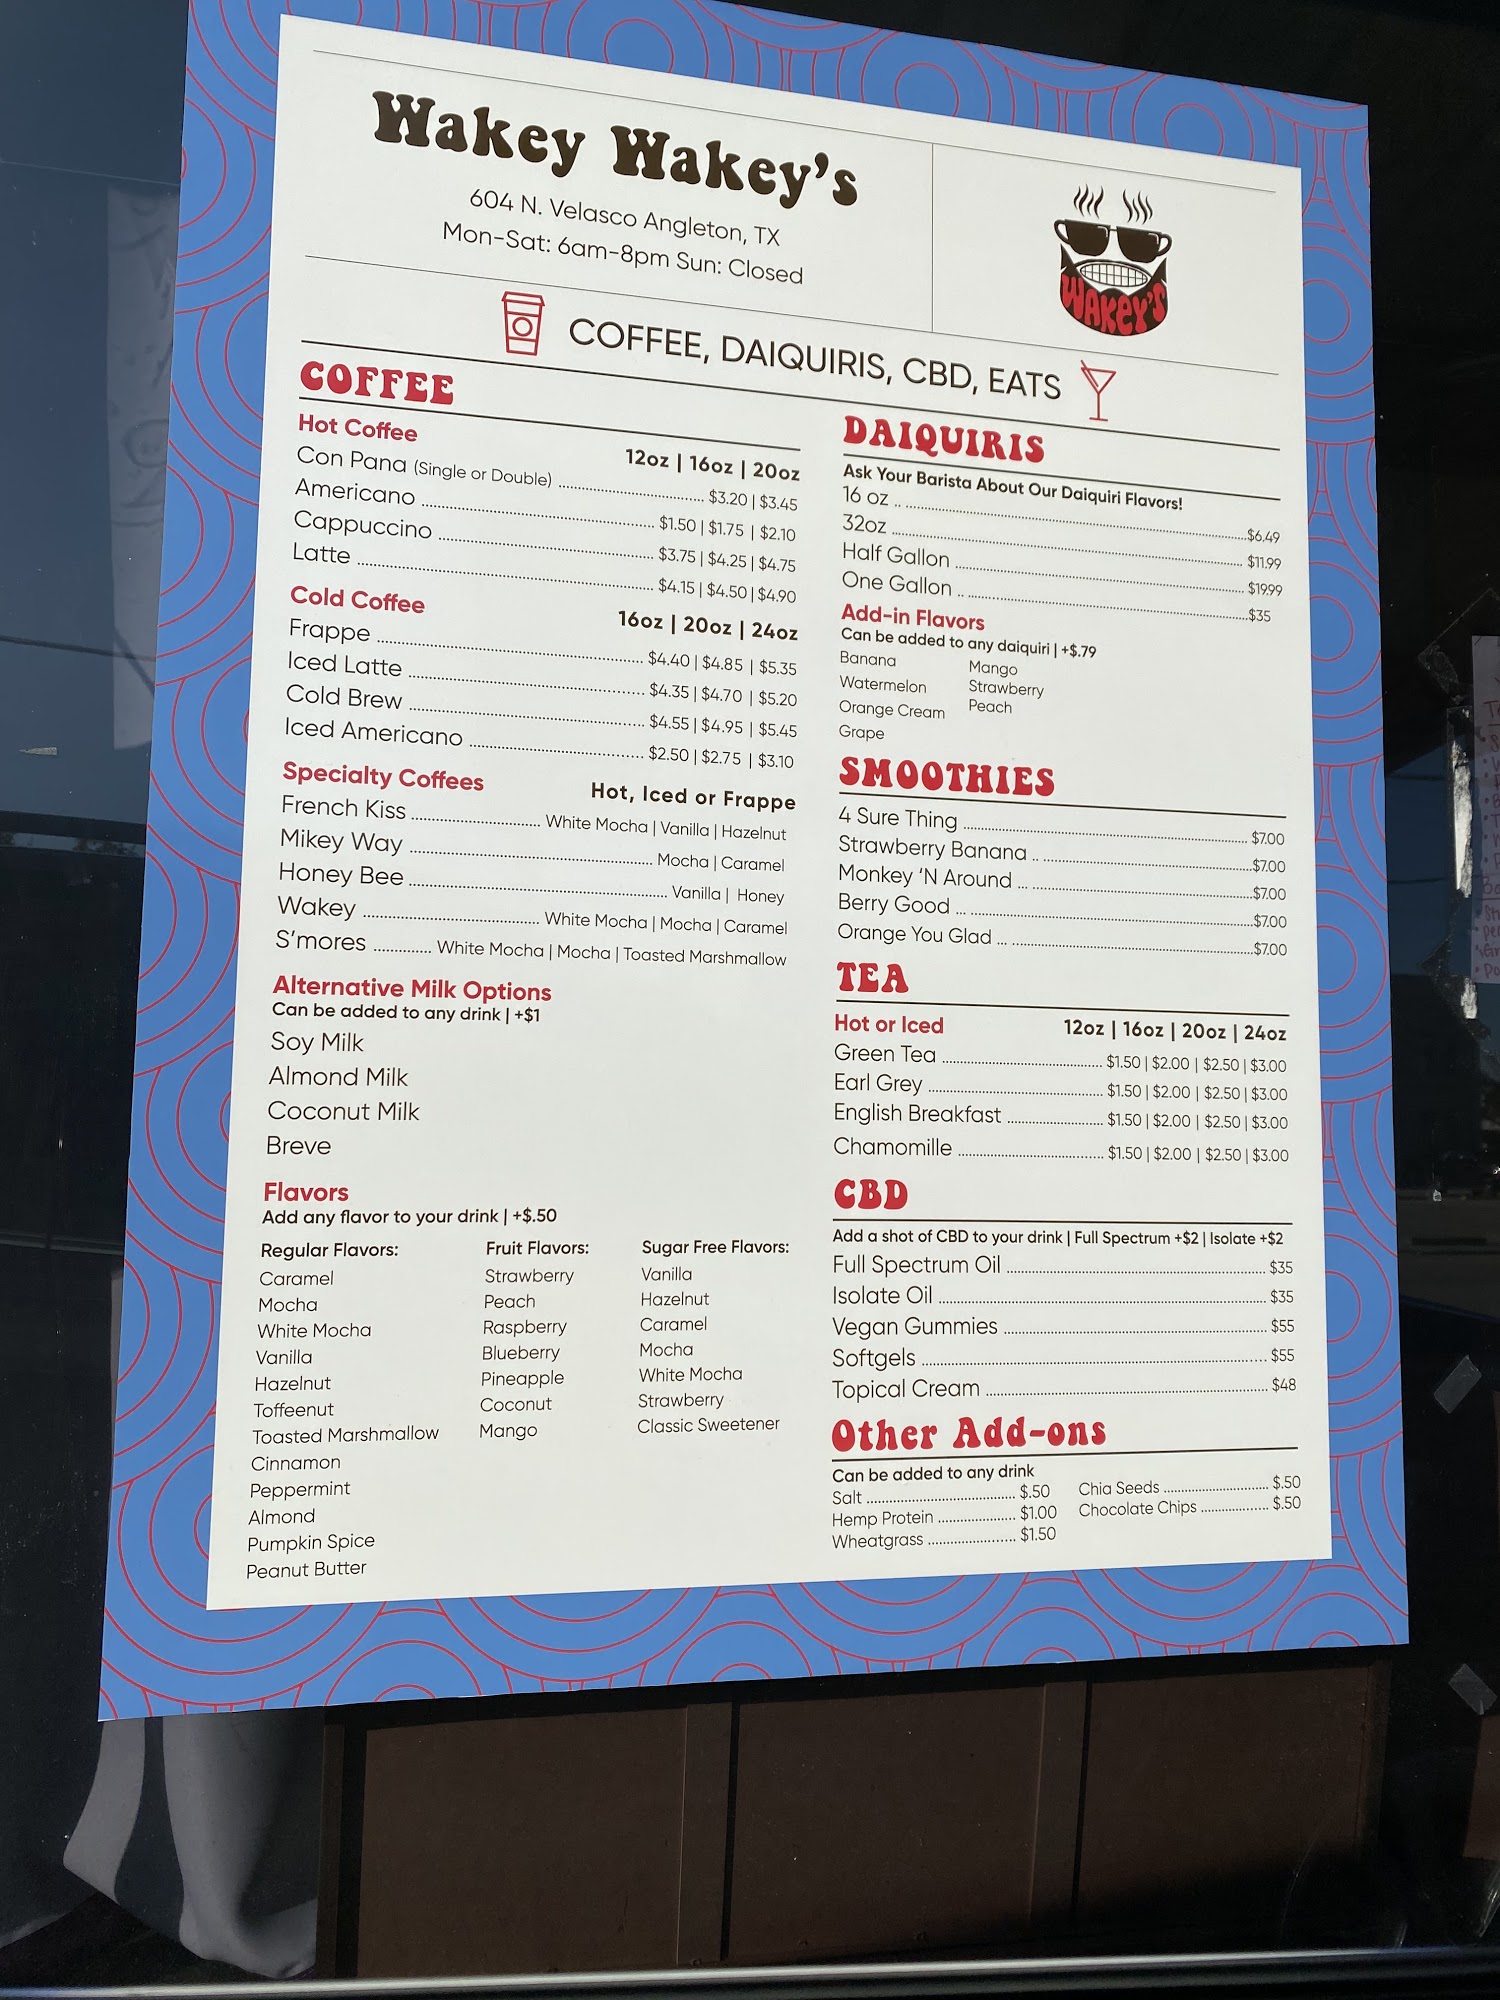 Wakey Wakey's
604 N. Velasco Angleton, TX
Mon-Sat: 6am-8pm Sun: Closed
WAKEY'S
COFFEE, DAIQUIRIS, CBD, EATS
COFFEE
Hot Coffee 12oz | 16oz | 20oz
Con Pana (Single or Double) $3.20 | $3.45
Americano $1.50 | $1.75 | $2.10
Cappuccino $3.75 | $4.25 | $4.75
Latte $4.15 | $4.50 | $4.90
Cold Coffee 16oz | 20oz | 24oz
Frappe $4.40 | $4.85 | $5.35
Iced Latte $4.35 | $4.70 | $5.20
Cold Brew $4.55 | $4.95 | $5.45
Iced Americano $2.50 | $2.75 | $3.10
Specialty Coffees Hot, Iced or Frappe
French Kiss White Mocha | Vanilla | Hazelnut
Mikey Way Mocha | Caramel
Honey Bee Vanilla | Honey
Wakey White Mocha | Mocha | Caramel
S'mores White Mocha | Mocha | Toasted Marshmallow
Alternative Milk Options
Can be added to any drink | +$1
Soy Milk
Almond Milk
Coconut Milk
Breve
Flavors
Add any flavor to your drink | +$.50
Regular Flavors:
Caramel
Mocha
White Mocha
Vanilla
Hazelnut
Toffeenut
Toasted Marshmallow
Cinnamon
Peppermint
Almond
Pumpkin Spice
Peanut Butter
Fruit Flavors:
Strawberry
Peach
Raspberry
Blueberry
Pineapple
Coconut
Mango
Sugar Free Flavors:
Vanilla
Hazelnut
Caramel
Mocha
White Mocha
Strawberry
Classic Sweetener
DAIQUIRIS
Ask Your Barista About Our Daiquiri Flavors!
16 oz $6.49
32oz $11.99
Half Gallon $19.99
One Gallon $35
Add-in Flavors
Can be added to any daiquiri | +$.79
Banana
Watermelon
Orange Cream
Grape
Mango
Strawberry
Peach
SMOOTHIES
4 Sure Thing $7.00
Strawberry Banana $7.00
Monkey 'N Around $7.00
Berry Good $7.00
Orange You Glad $7.00
TEA
Hot or Iced 12oz | 16oz | 20oz | 24oz
Green Tea $1.50 | $2.00 | $2.50 | $3.00
Earl Grey $1.50 | $2.00 | $2.50 | $3.00
English Breakfast $1.50 | $2.00 | $2.50 | $3.00
Chamomille $1.50 | $2.00 | $2.50 | $3.00
CBD
Add a shot of CBD to your drink | Full Spectrum +$2 | Isolate +$2
Full Spectrum Oil $35
Isolate Oil $35
Vegan Gummies $55
Softgels $55
Topical Cream $48
Other Add-ons
Can be added to any drink
Salt $.50
Hemp Protein $1.00
Wheatgrass $1.50
Chia Seeds $.50
Chocolate Chips $.50